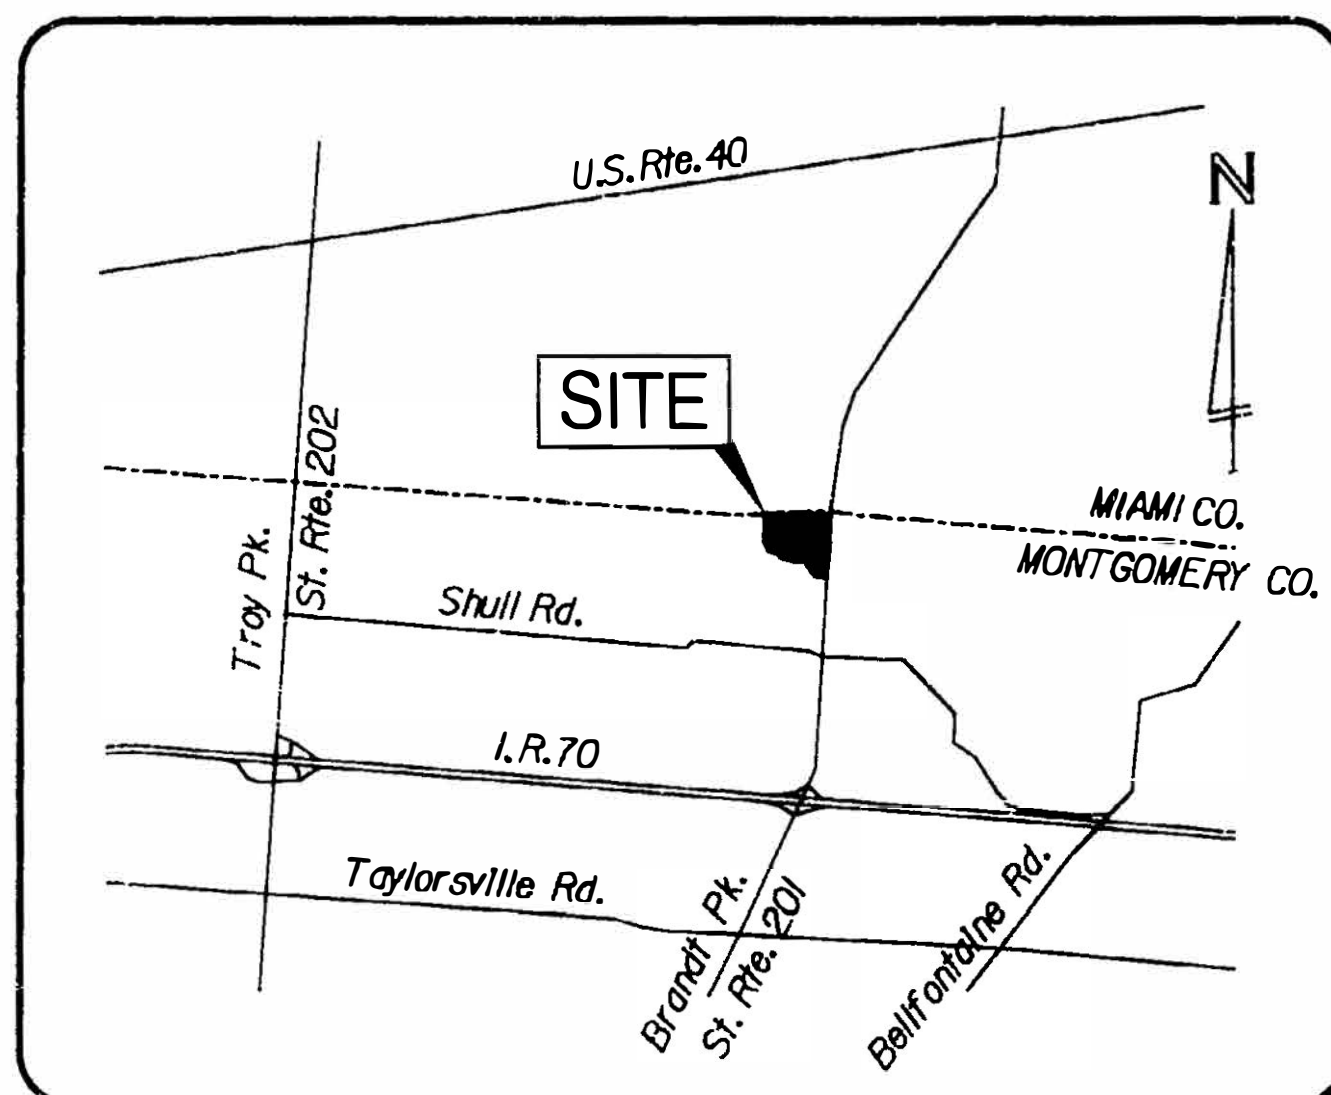 U.S. Rte. 40
N
SITE
St. Rte. 202
Troy Pk.
MIAMI CO.
MONTGOMERY CO.
Shull Rd.
I.R. 70
Taylorsville Rd.
Brandt Pk.
St. Rte. 201
Bellfontaine Rd.